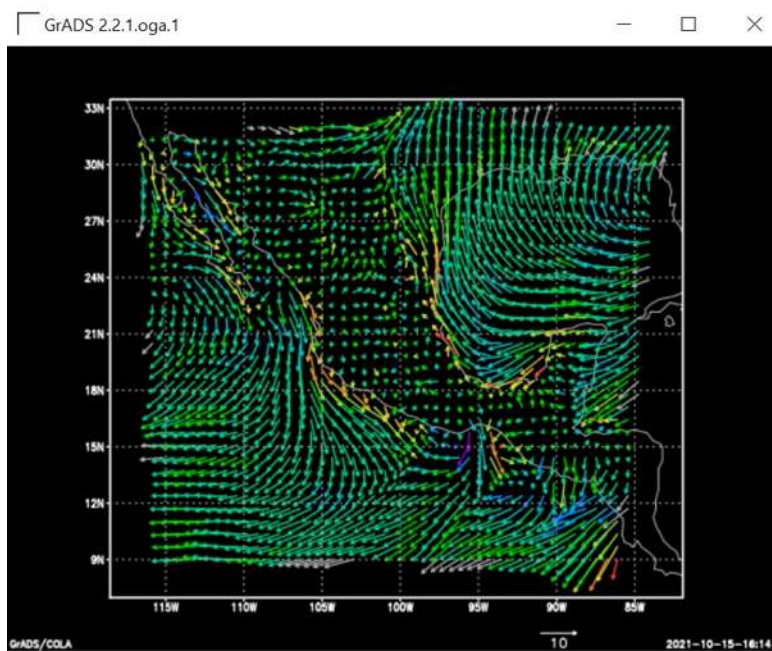 GrADS 2.2.1.oga.1
33N
30N
27N
24N
21N
18N
15N
12N
9N
115W 110W 105W 100W 95W 90W 85W
10
GrADS/COLA 2021-10-15-16:14